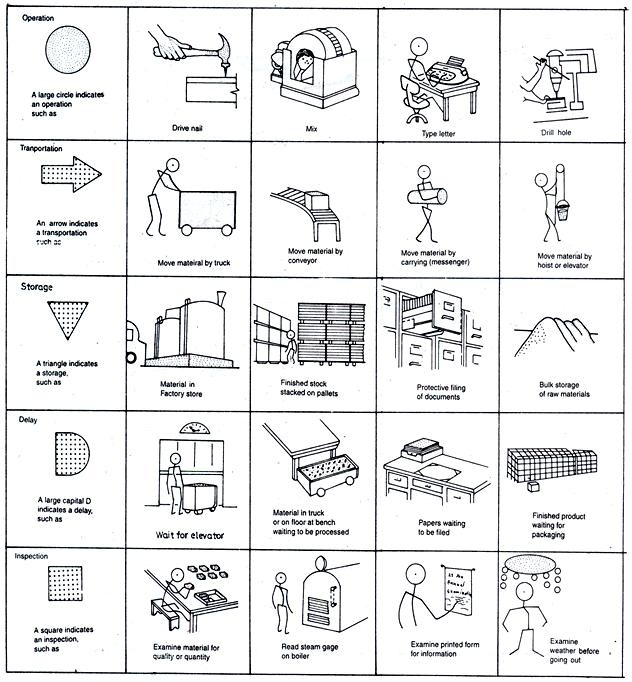 Operation
A large circle indicates
an operation
such as
Drive nail
Mix
Type letter
Drill hole
Tranportation
An arrow indicates
a transportation
such as
Move mateiral by truck
Move material by
conveyor
Move material by
carrying (messenger)
Move material by
hoist or elevator
Storage
A triangle indicates
a storage,
such as
Material in
Factory store
Finished stock
stacked on pallets
Protective filing
of documents
Bulk storage
of raw materials
Delay
A large capital D
indicates a delay,
such as
Wait for elevator
Material in truck
or on floor at bench
waiting to be processed
Papers waiting
to be filed
Finished product
waiting for
packaging
Inspection
A square indicates
an inspection,
such as
Examine material for
quality or quantity
Read steam gage
on boiler
Examine printed form
for information
Examine
weather before
going out